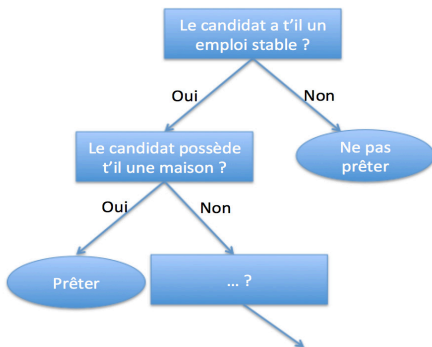 Le candidat a t'il un
emploi stable ?
Oui
Non
Le candidat possède
t'il une maison ?
Ne pas
prêter
Oui
Non
Prêter
... ?